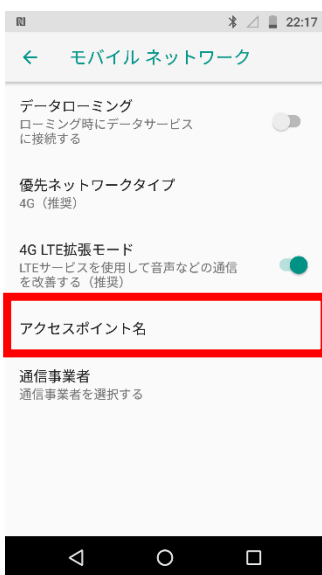 22:17
モバイル ネットワーク
データローミング
ローミング時にデータサービス
に接続する
優先ネットワークタイプ
4G（推奨）
4G LTE拡張モード
LTEサービスを使用して音声などの通信
を改善する（推奨）
アクセスポイント名
通信事業者
通信事業者を選択する